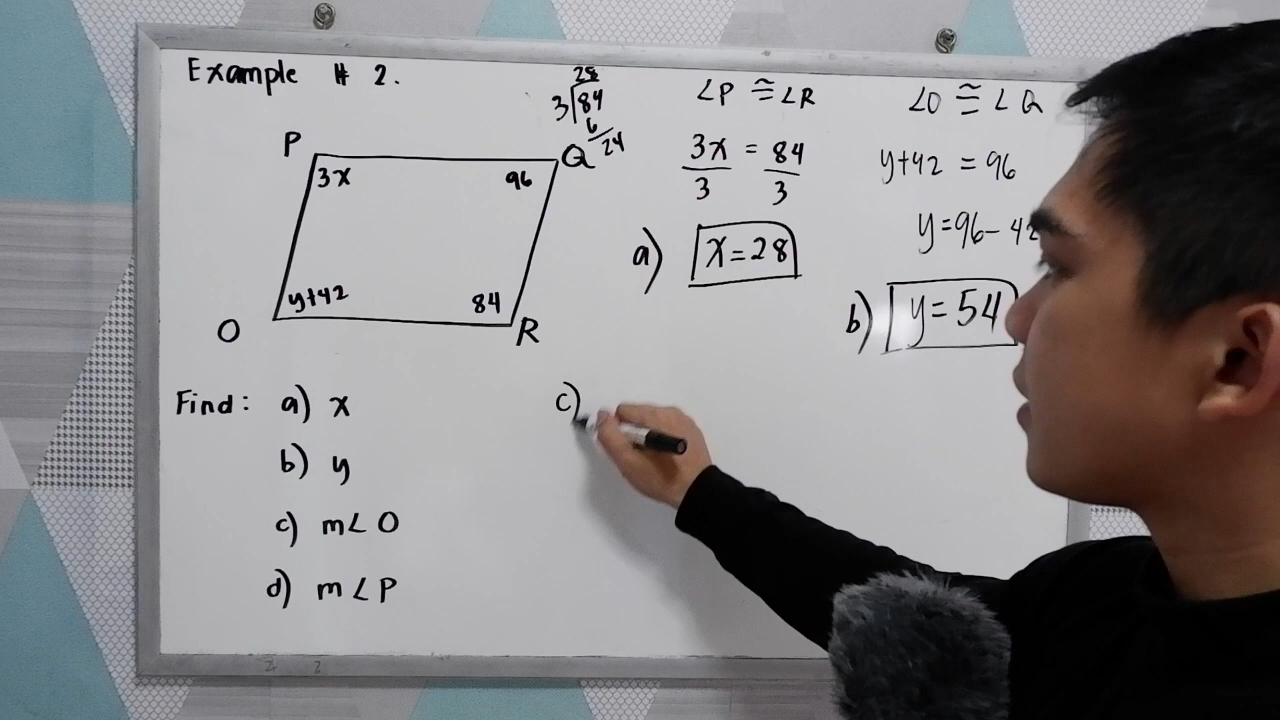 Example # 2.
28
3 84
6
24
P
Q
3x
96
y+42
84
O
R
Find: a) x
b) y
c) m∠O
d) m∠P
∠P ≅ ∠R
3x = 84
3 3
a) x=28
∠O ≅ ∠Q
y+42 = 96
y=96-42
b) y=54
c)